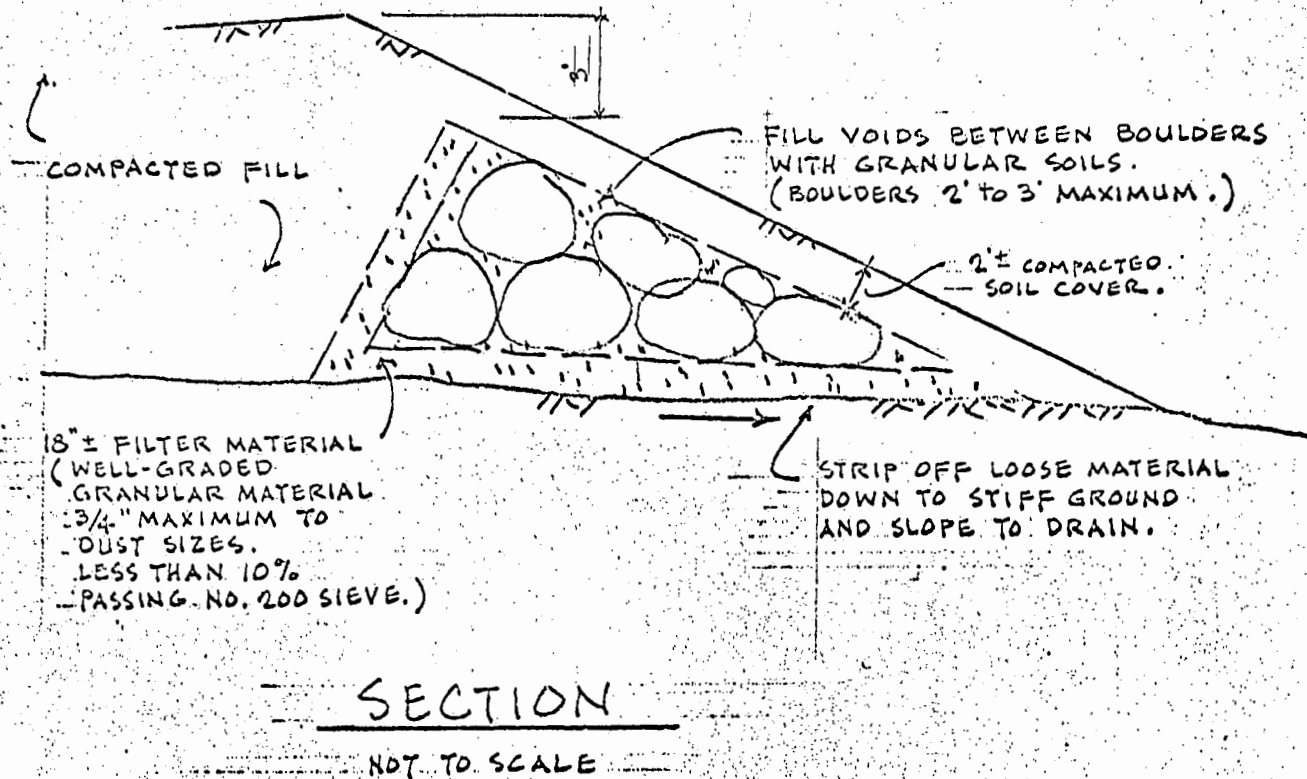 3'
COMPACTED FILL
FILL VOIDS BETWEEN BOULDERS
WITH GRANULAR SOILS.
(BOULDERS 2' to 3' MAXIMUM.)
2'± COMPACTED
SOIL COVER.
18"± FILTER MATERIAL
(WELL-GRADED
GRANULAR MATERIAL
3/4" MAXIMUM TO
DUST SIZES.
LESS THAN 10%
PASSING NO. 200 SIEVE.)
STRIP OFF LOOSE MATERIAL
DOWN TO STIFF GROUND
AND SLOPE TO DRAIN.
SECTION
NOT TO SCALE